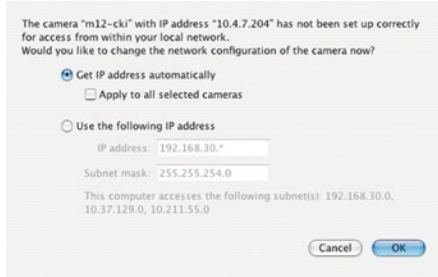 The camera "m12-cki" with IP address "10.4.7.204" has not been set up correctly
for access from within your local network.
Would you like to change the network configuration of the camera now?
Get IP address automatically
Apply to all selected cameras
Use the following IP address
IP address: 192.168.30.*
Subnet mask: 255.255.254.0
This computer accesses the following subnet(s): 192.168.30.0,
10.37.129.0, 10.211.55.0
Cancel OK